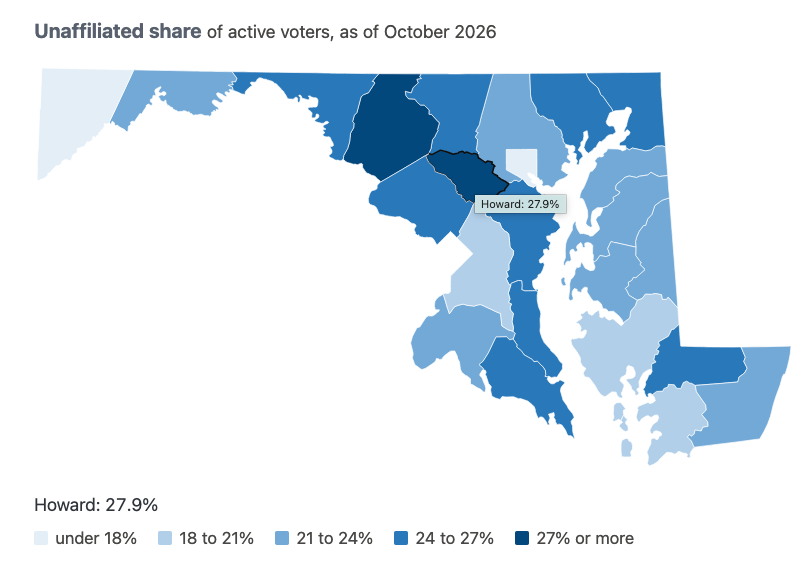 Unaffiliated share of active voters, as of October 2026
Howard: 27.9%
Howard: 27.9%
under 18%
18 to 21%
21 to 24%
24 to 27%
27% or more